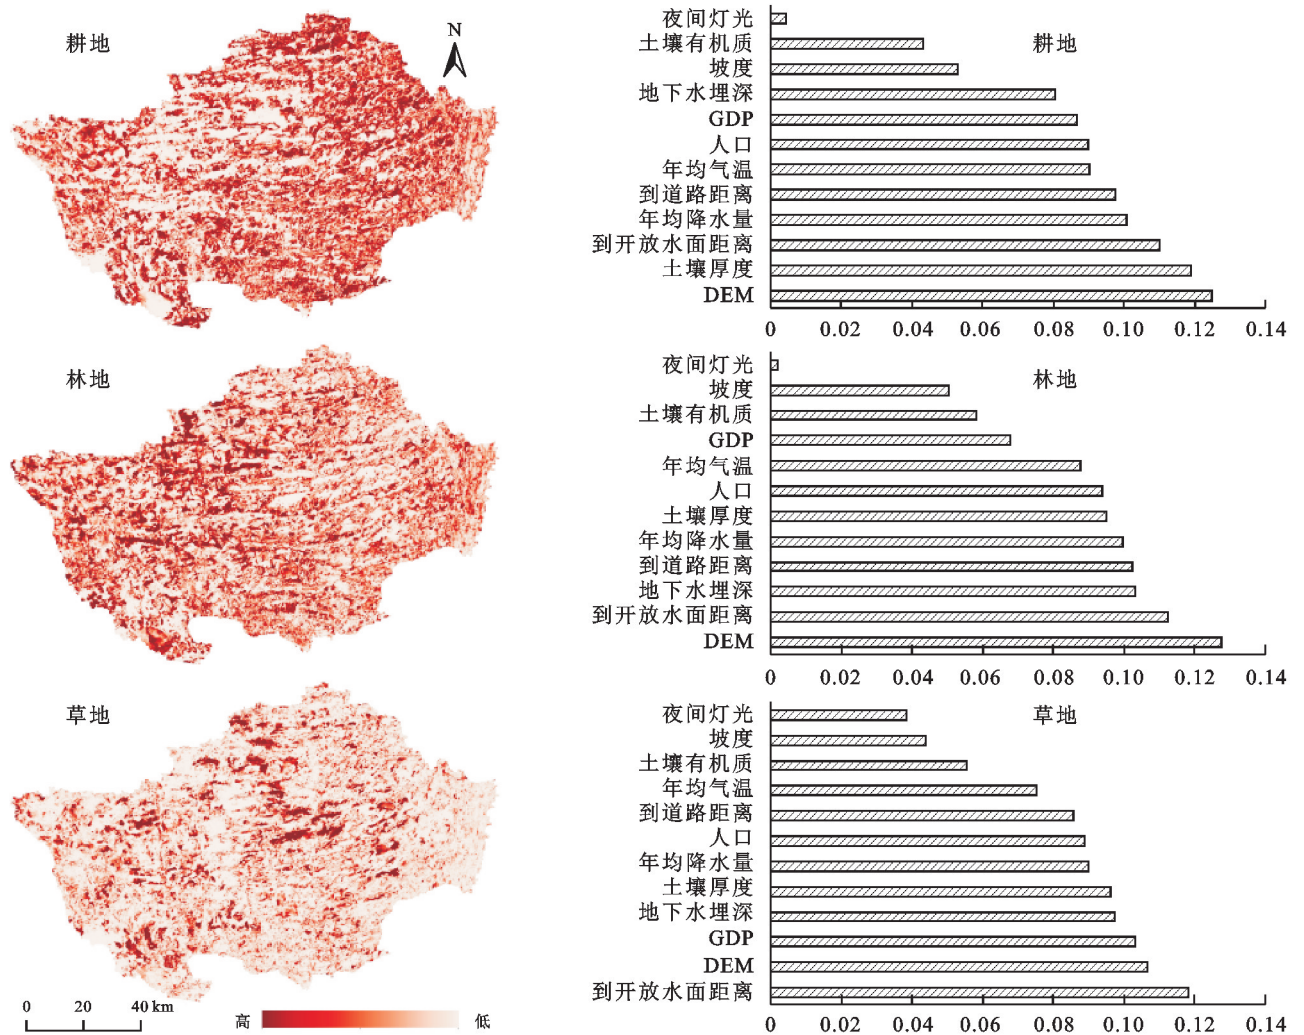 耕地
N
夜间灯光
土壤有机质
耕地
坡度
地下水埋深
GDP
人口
年均气温
到道路距离
年均降水量
到开放水面距离
土壤厚度
DEM
0 0.02 0.04 0.06 0.08 0.10 0.12 0.14
林地
夜间灯光
林地
坡度
土壤有机质
GDP
年均气温
人口
土壤厚度
年均降水量
到道路距离
地下水埋深
到开放水面距离
DEM
0 0.02 0.04 0.06 0.08 0.10 0.12 0.14
草地
夜间灯光
草地
坡度
土壤有机质
年均气温
到道路距离
人口
年均降水量
土壤厚度
地下水埋深
GDP
DEM
到开放水面距离
0 0.02 0.04 0.06 0.08 0.10 0.12 0.14
0 20 40 km
高 低